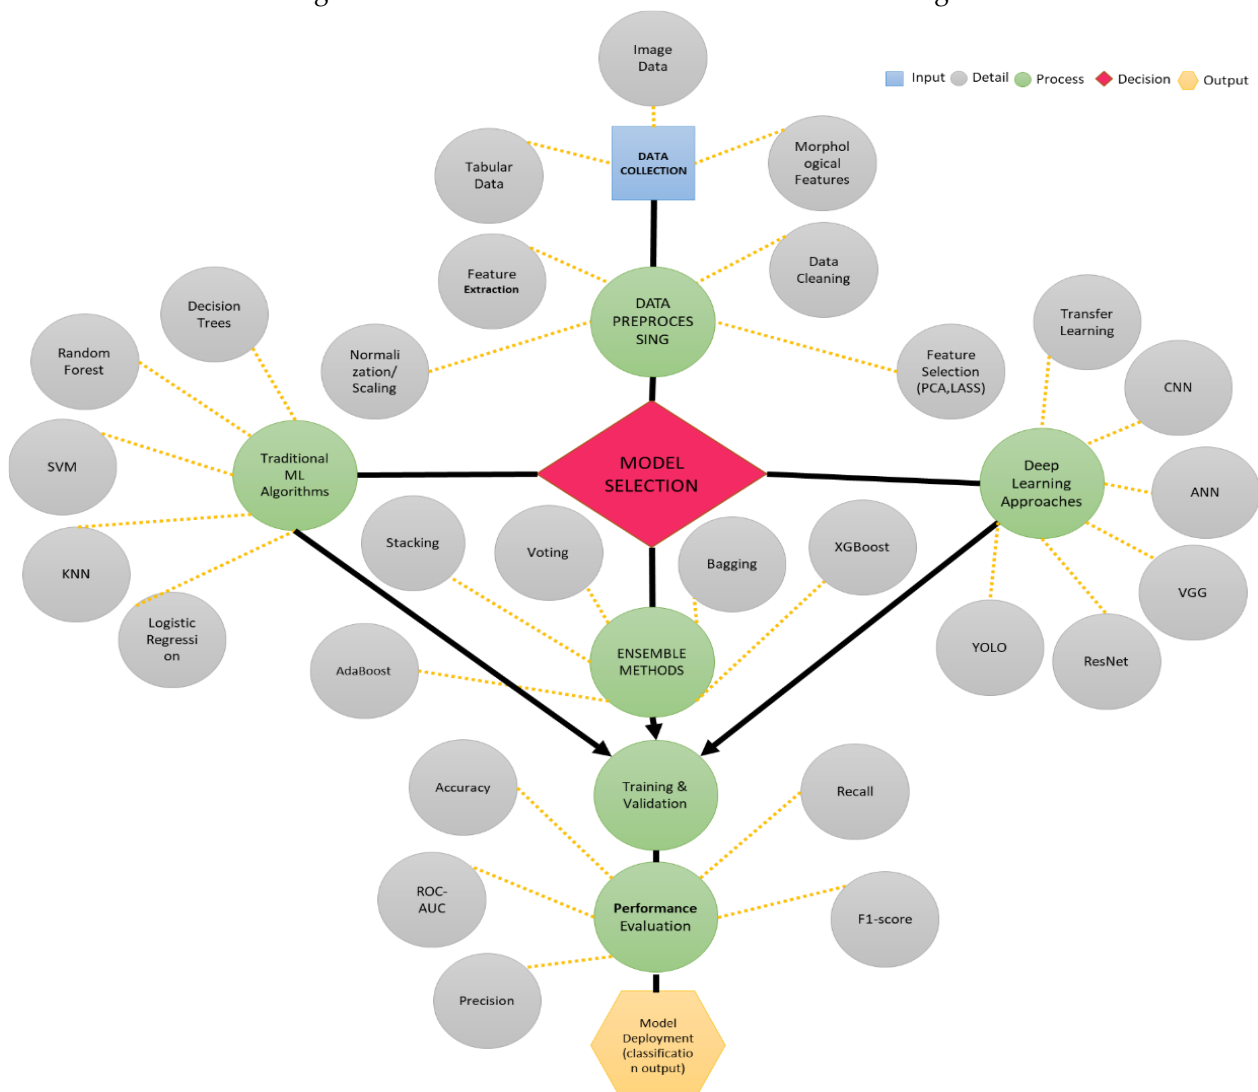 Image
Data
Input
Detail
Process
Decision
Output
DATA
COLLECTION
Tabular
Data
Morphol
ogical
Features
Feature
Extraction
Data
Cleaning
DATA
PREPROCES
SING
Normali
zation/
Scaling
Feature
Selection
(PCA,LASS)
Decision
Trees
Random
Forest
SVM
KNN
Logistic
Regressi
on
Traditional
ML
Algorithms
MODEL
SELECTION
Deep
Learning
Approaches
Transfer
Learning
CNN
ANN
VGG
ResNet
YOLO
Stacking
Voting
Bagging
XGBoost
AdaBoost
ENSEMBLE
METHODS
Training &
Validation
Accuracy
Recall
ROC-
AUC
Performance
Evaluation
F1-score
Precision
Model
Deployment
(classificatio
n output)